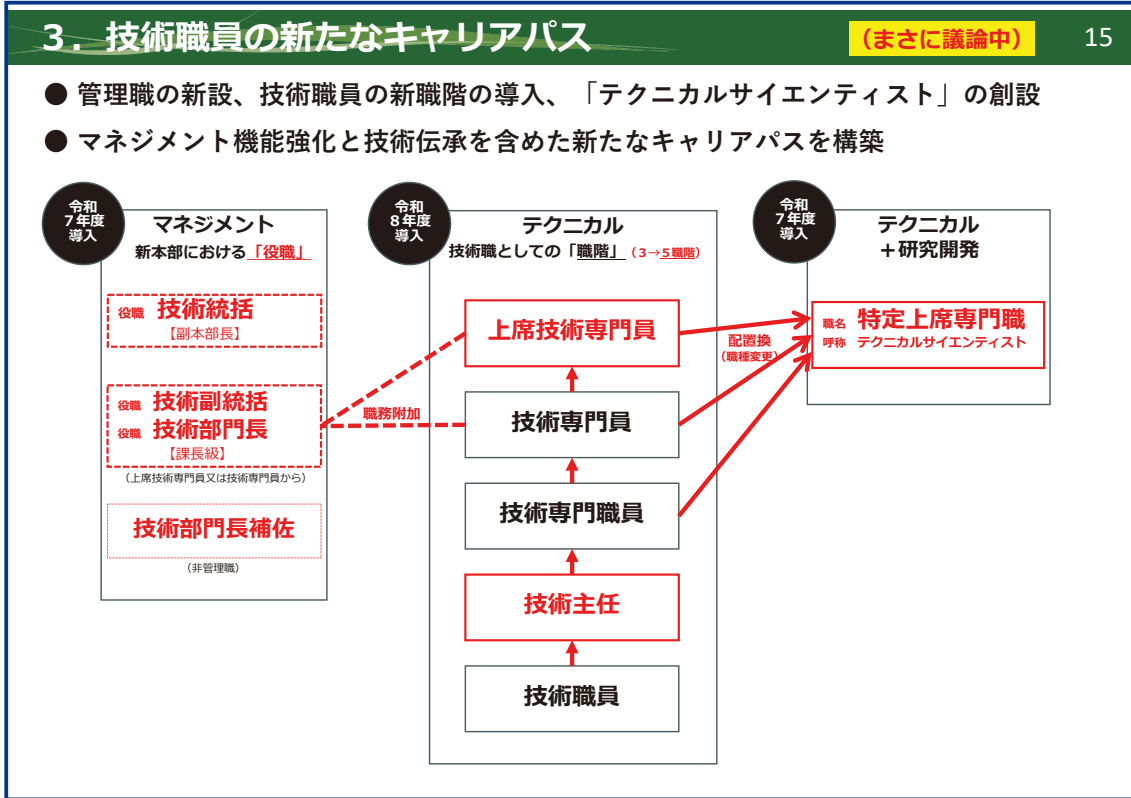 3．技術職員の新たなキャリアパス
（まさに議論中）
15
● 管理職の新設、技術職員の新職階の導入、「テクニカルサイエンティスト」の創設
● マネジメント機能強化と技術伝承を含めた新たなキャリアパスを構築
令和
7年度
導入
マネジメント
新本部における「役職」
役職 技術統括
【副本部長】
役職 技術副統括
役職 技術部門長
【課長級】
（上席技術専門員又は技術専門員から）
技術部門長補佐
（非管理職）
職務附加
令和
8年度
導入
テクニカル
技術職としての「職階」（3→5職階）
上席技術専門員
技術専門員
技術専門職員
技術主任
技術職員
配置換
（職種変更）
令和
7年度
導入
テクニカル
＋研究開発
職名 特定上席専門職
呼称 テクニカルサイエンティスト